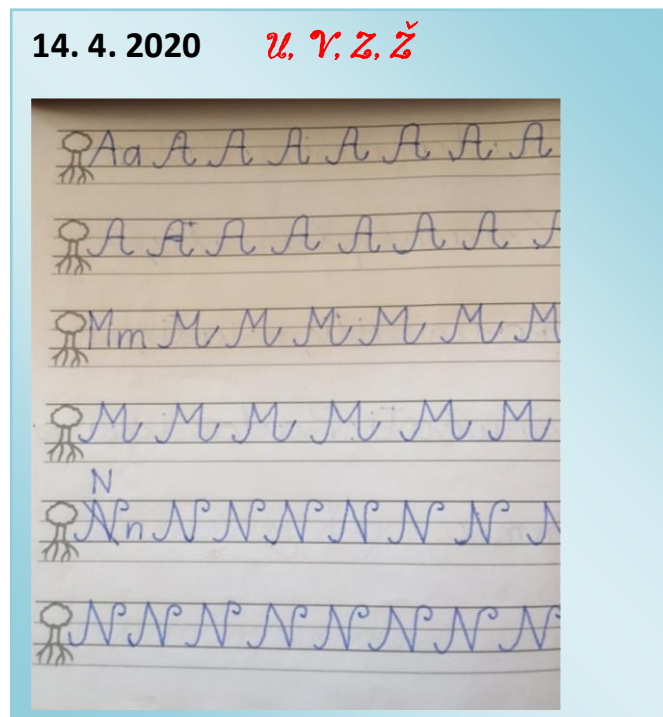 14. 4. 2020 U, V, Z, Ž
Aa A A A A A A A
A A A A A A A
Mm M M M M M M
M M M M M M
N
Nn N N N N N N N
N N N N N N N N